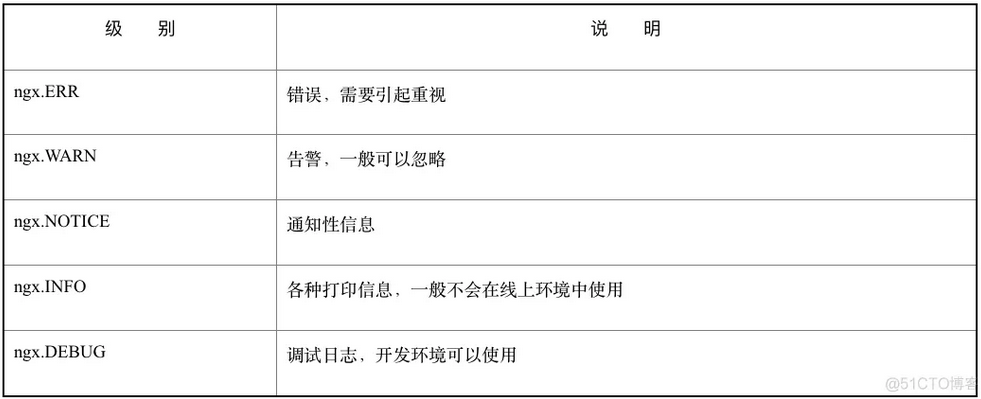 级 别 说 明
ngx.ERR 错误，需要引起重视
ngx.WARN 告警，一般可以忽略
ngx.NOTICE 通知性信息
ngx.INFO 各种打印信息，一般不会在线上环境中使用
ngx.DEBUG 调试日志，开发环境可以使用
@51CTO博客